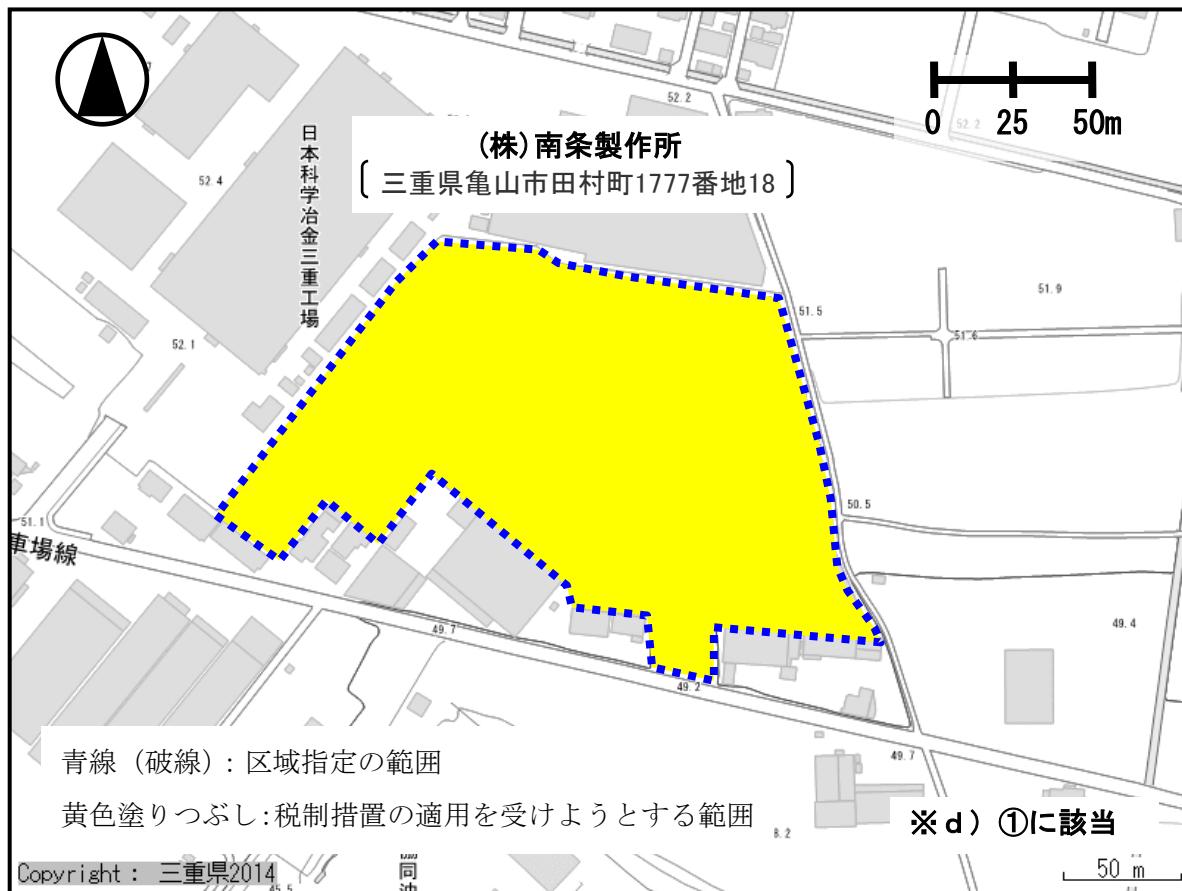 52.2
0 25 50m
52.2
(株)南条製作所
[三重県亀山市田村町1777番地18]
日本科学冶金三重工場
52.4
51.9
51.5
51.6
52.1
50.5
51.1
車場線
49.7
49.4
49.2
49.7
青線（破線）：区域指定の範囲
黄色塗りつぶし：税制措置の適用を受けようとする範囲
8.2
※ｄ）①に該当
Copyright : 三重県2014
45.5
50 m